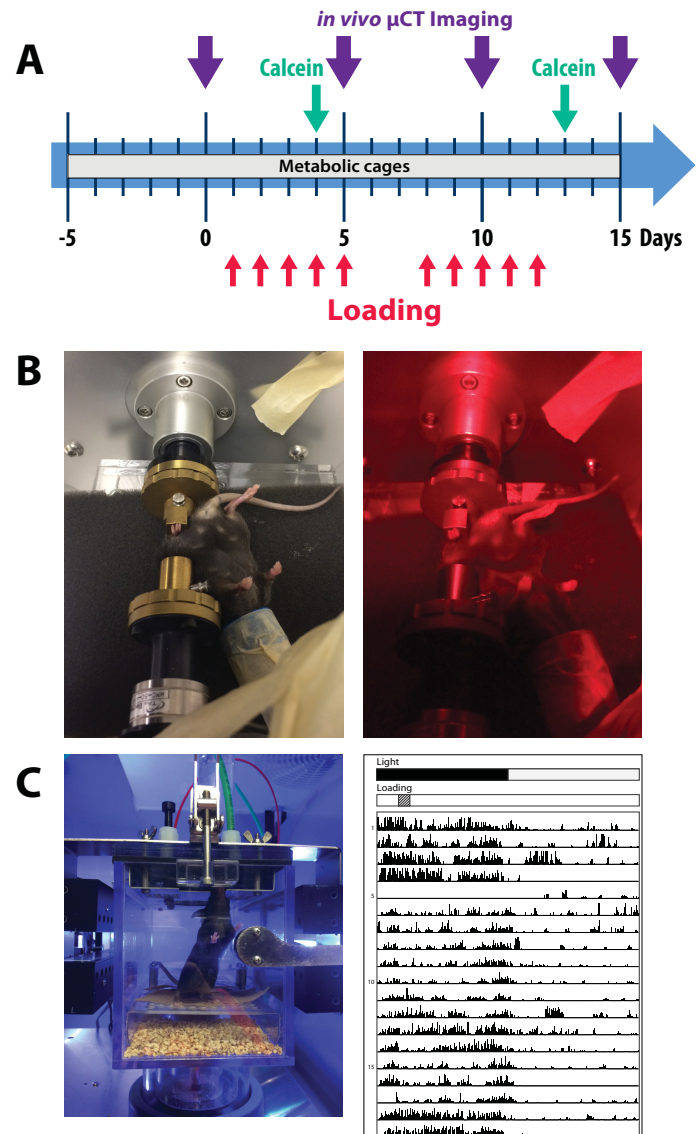 in vivo µCT Imaging
A
Calcein
Calcein
Metabolic cages
-5
0
5
10
15 Days
Loading
B
C
Light
Loading
1
5
10
15